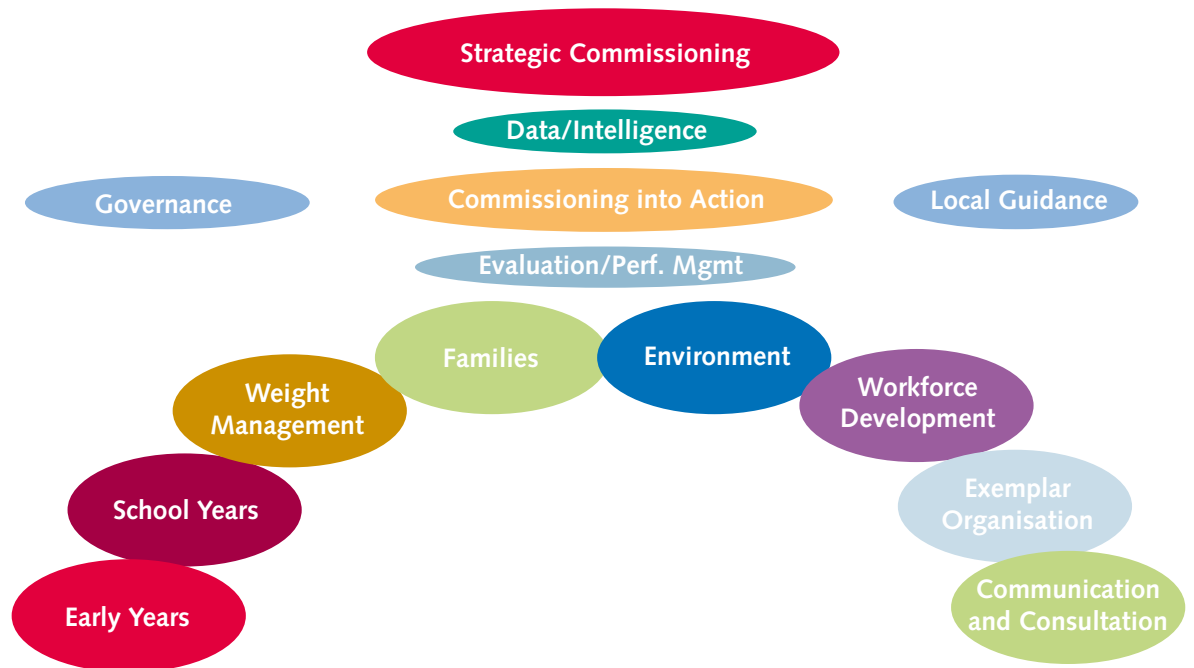 Strategic Commissioning
Data/Intelligence
Governance
Commissioning into Action
Local Guidance
Evaluation/Perf. Mgmt
Families
Environment
Weight
Management
Workforce
Development
School Years
Exemplar
Organisation
Early Years
Communication
and Consultation